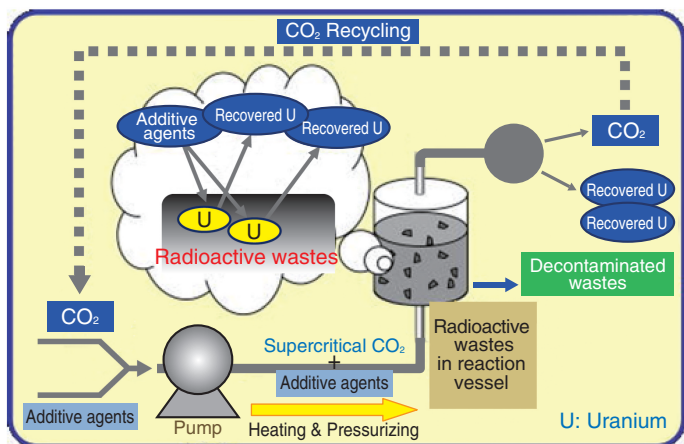 CO₂ Recycling
Additive
agents
Recovered U
Recovered U
U
U
Radioactive wastes
CO₂
Recovered U
Recovered U
Decontaminated
wastes
CO₂
Supercritical CO₂
+
Additive agents
Radioactive
wastes
in reaction
vessel
Additive agents
Pump
Heating & Pressurizing
U: Uranium